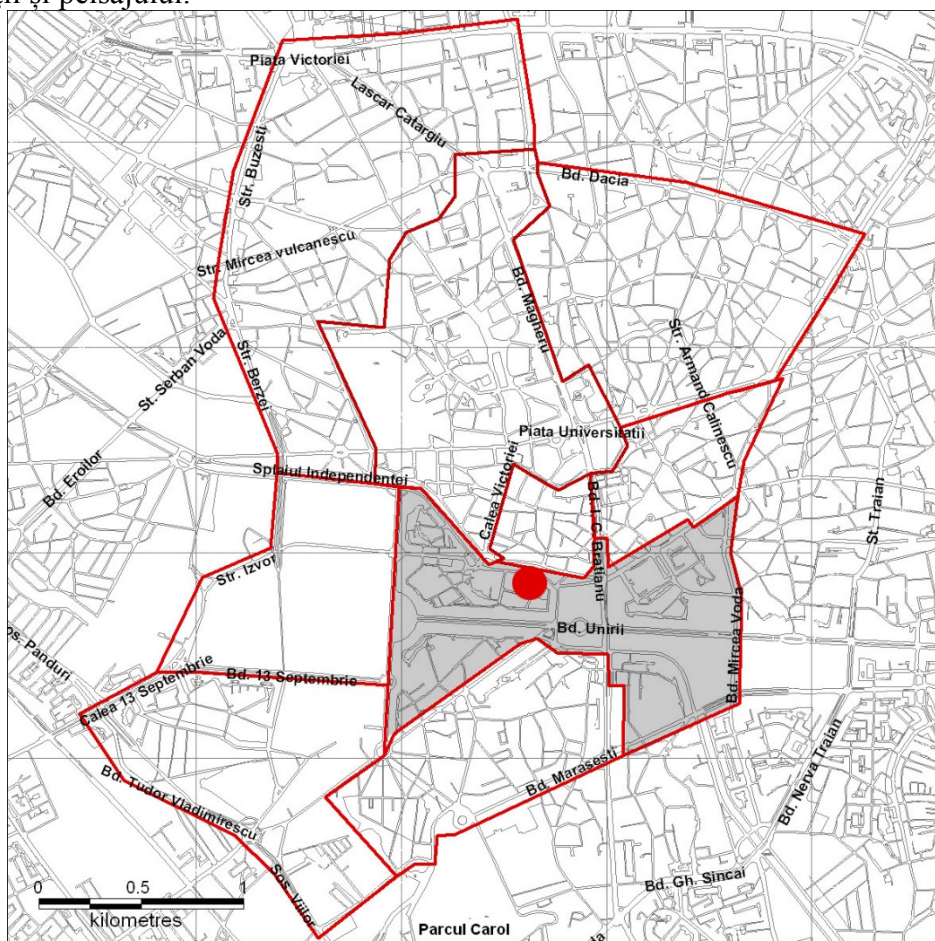 și peisajului.
Piata Victoriei
Lascar Catargiu
Str. Buzesti
Bd. Dacia
Str. Mircea vulcanescu
Bd. Magheru
St. Serban Voda
Str. Berzei
Str. Armand Calinescu
Piata Universitatii
Splaiul Independentei
Calea Victoriei
Bd. I. C. Bratianu
Bd. Eroilor
St. Traian
Str. Izvor
Bd. Unirii
Bd. Mircea Voda
os. Panduri
Calea 13 Septembrie
Bd. 13 Septembrie
Bd. Marasesti
Bd. Nerva Traian
Bd. Tudor Vladimirescu
Sos. Viilor
Bd. Gh. Sincai
0 0.5 1
kilometres
Parcul Carol